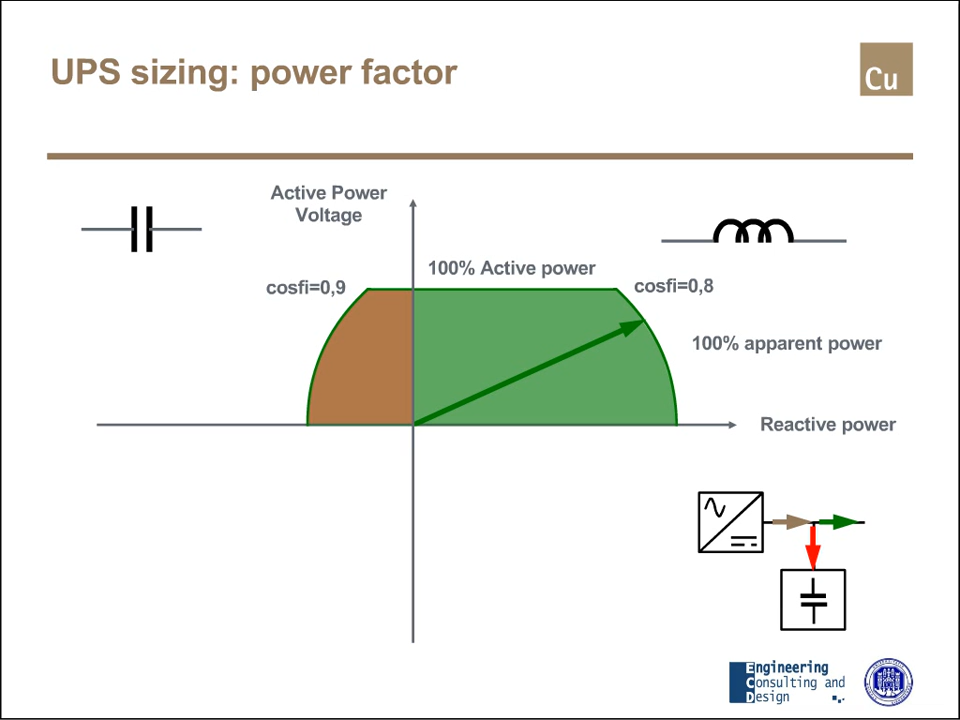 UPS sizing: power factor
Cu
Active Power
Voltage
100% Active power
cosfi=0,9
cosfi=0,8
100% apparent power
Reactive power
Engineering
Consulting and
Design